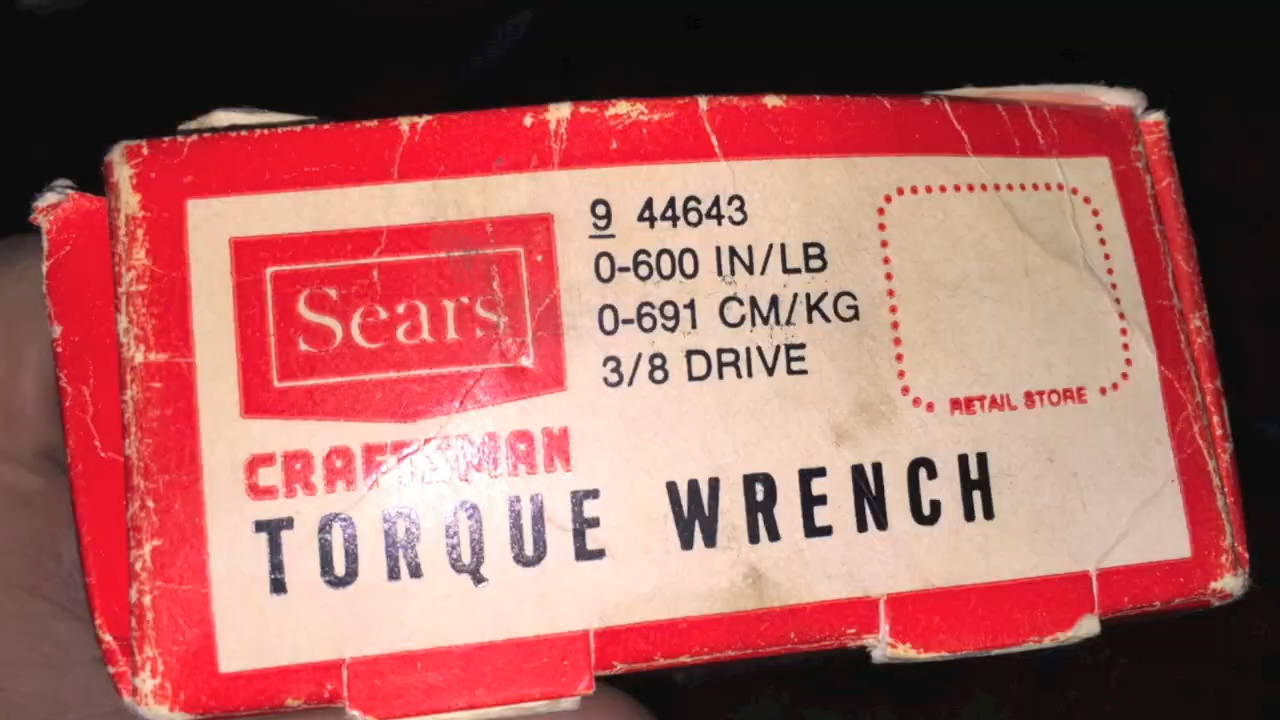 Sears
CRAFTSMAN
9 44643
0-600 IN/LB
0-691 CM/KG
3/8 DRIVE
RETAIL STORE
TORQUE WRENCH